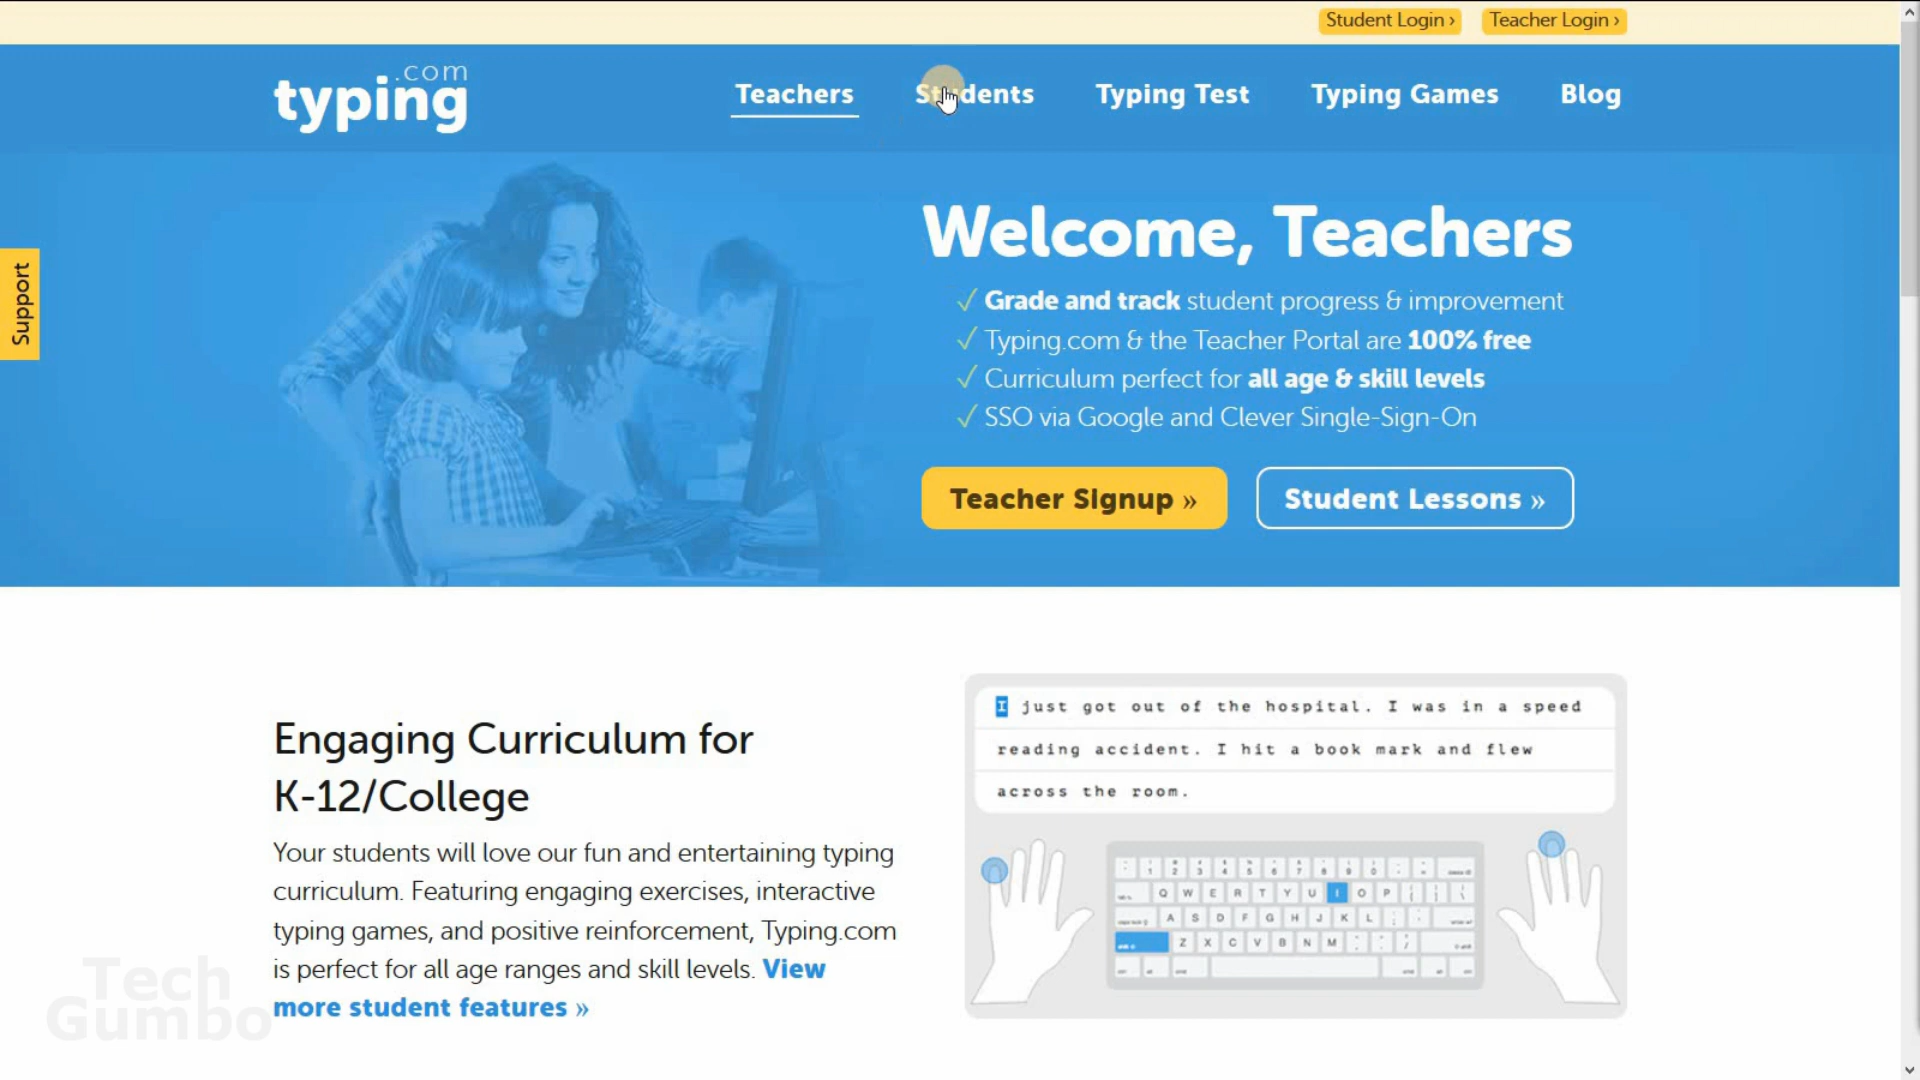 Student Login ›
Teacher Login ›
typing.com
Teachers
Students
Typing Test
Typing Games
Blog
Support
Welcome, Teachers
✓ Grade and track student progress & improvement
✓ Typing.com & the Teacher Portal are 100% free
✓ Curriculum perfect for all age & skill levels
✓ SSO via Google and Clever Single-Sign-On
Teacher Signup »
Student Lessons »
Engaging Curriculum for
K-12/College
Your students will love our fun and entertaining typing
curriculum. Featuring engaging exercises, interactive
typing games, and positive reinforcement, Typing.com
is perfect for all age ranges and skill levels. View
more student features »
I just got out of the hospital. I was in a speed
reading accident. I hit a book mark and flew
across the room.
Q W E R T Y U I O P
A S D F G H J K L
Z X C V B N M
Tech
Gumbo